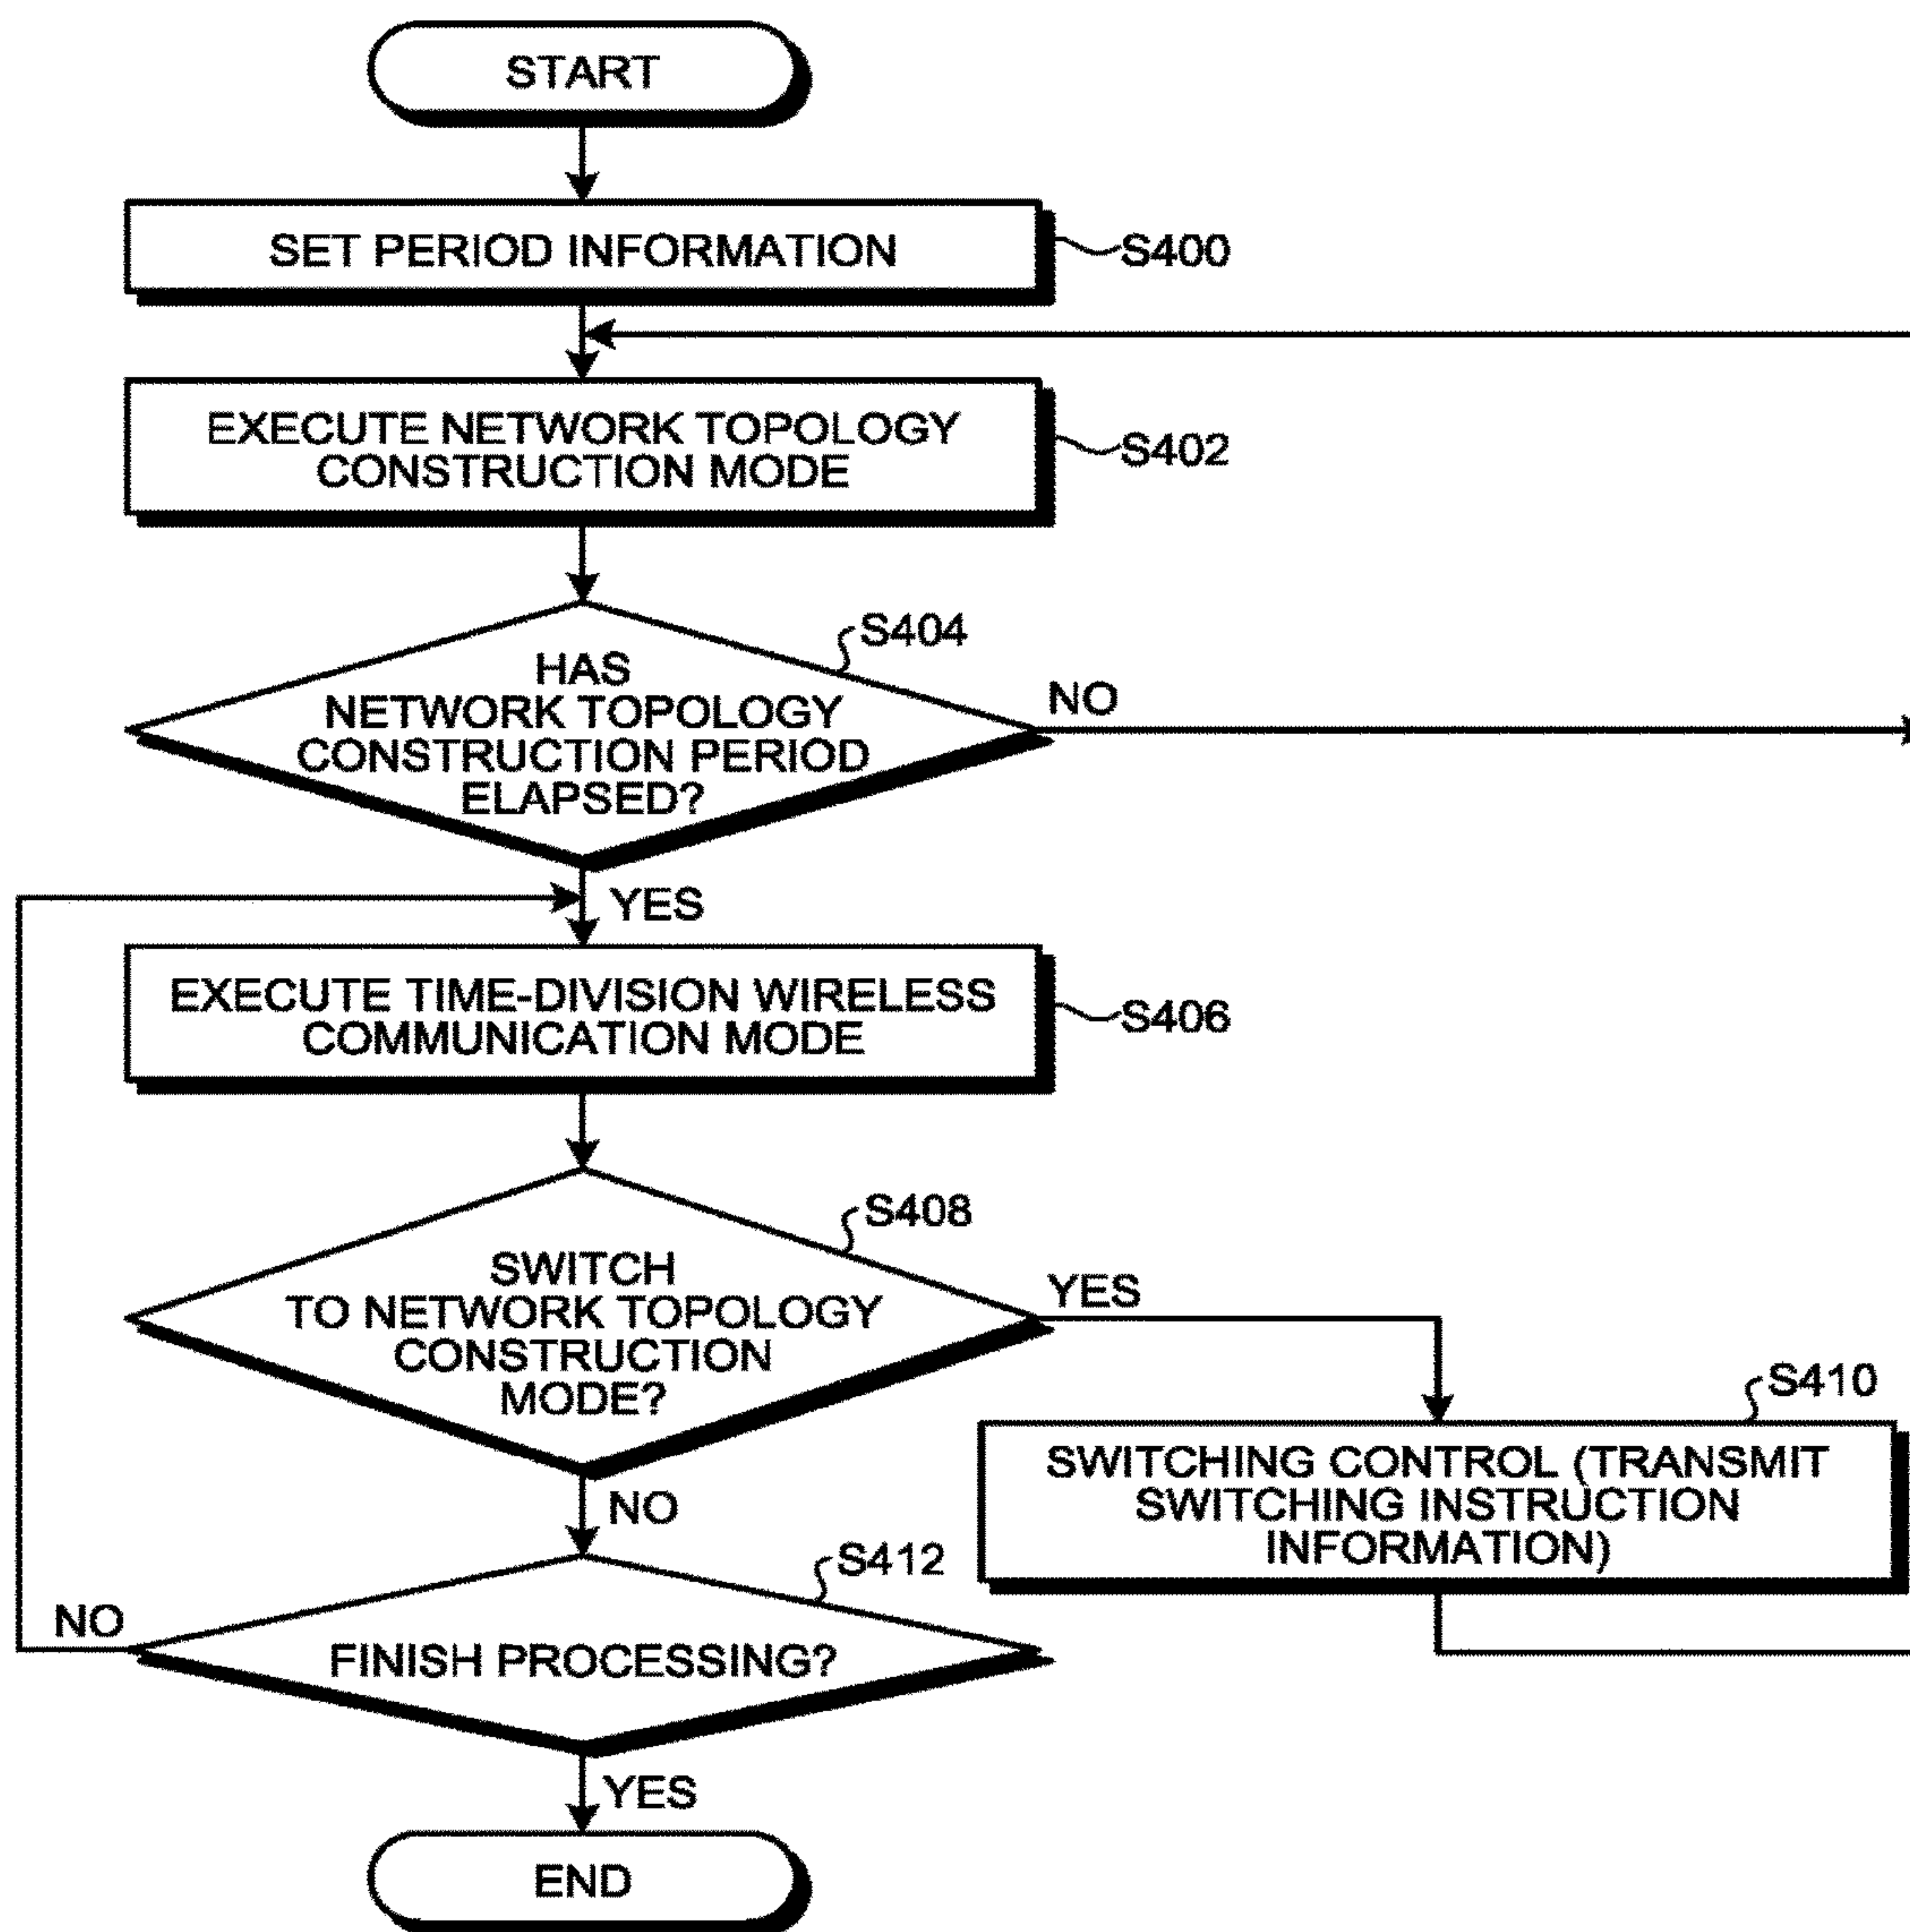 START
SET PERIOD INFORMATION
S400
EXECUTE NETWORK TOPOLOGY
CONSTRUCTION MODE
S402
S404
HAS
NETWORK TOPOLOGY
CONSTRUCTION PERIOD
ELAPSED?
NO
YES
EXECUTE TIME-DIVISION WIRELESS
COMMUNICATION MODE
S406
S408
SWITCH
TO NETWORK TOPOLOGY
CONSTRUCTION
MODE?
YES
S410
SWITCHING CONTROL (TRANSMIT
SWITCHING INSTRUCTION
INFORMATION)
NO
S412
FINISH PROCESSING?
NO
YES
END